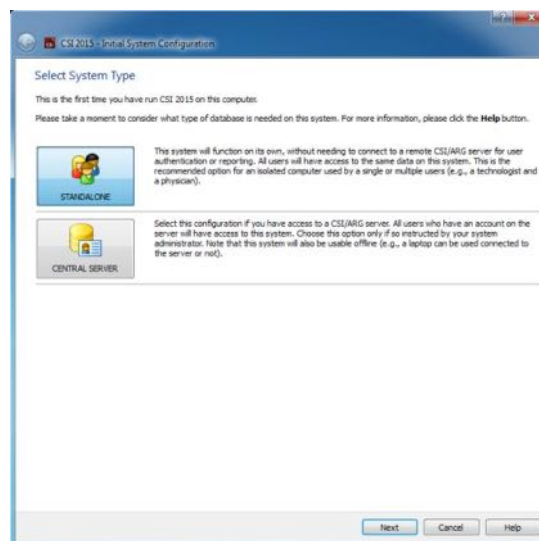 CSI 2015 - Initial System Configuration
Select System Type
This is the first time you have run CSI 2015 on this computer.
Please take a moment to consider what type of database is needed on this system. For more information, please click the Help button.
This system will function on its own, without needing to connect to a remote CSI/ARG server for user
authentication or reporting. All users will have access to the same data on this system. This is the
recommended option for an isolated computer used by a single or multiple users (e.g., a technologist and
a physician).
STANDALONE
Select this configuration if you have access to a CSI/ARG server. All users who have an account on the
server will have access to this system. Choose this option only if so instructed by your system
administrator. Note that this system will also be usable offline (e.g., a laptop can be used connected to
the server or not).
CENTRAL SERVER
Next
Cancel
Help